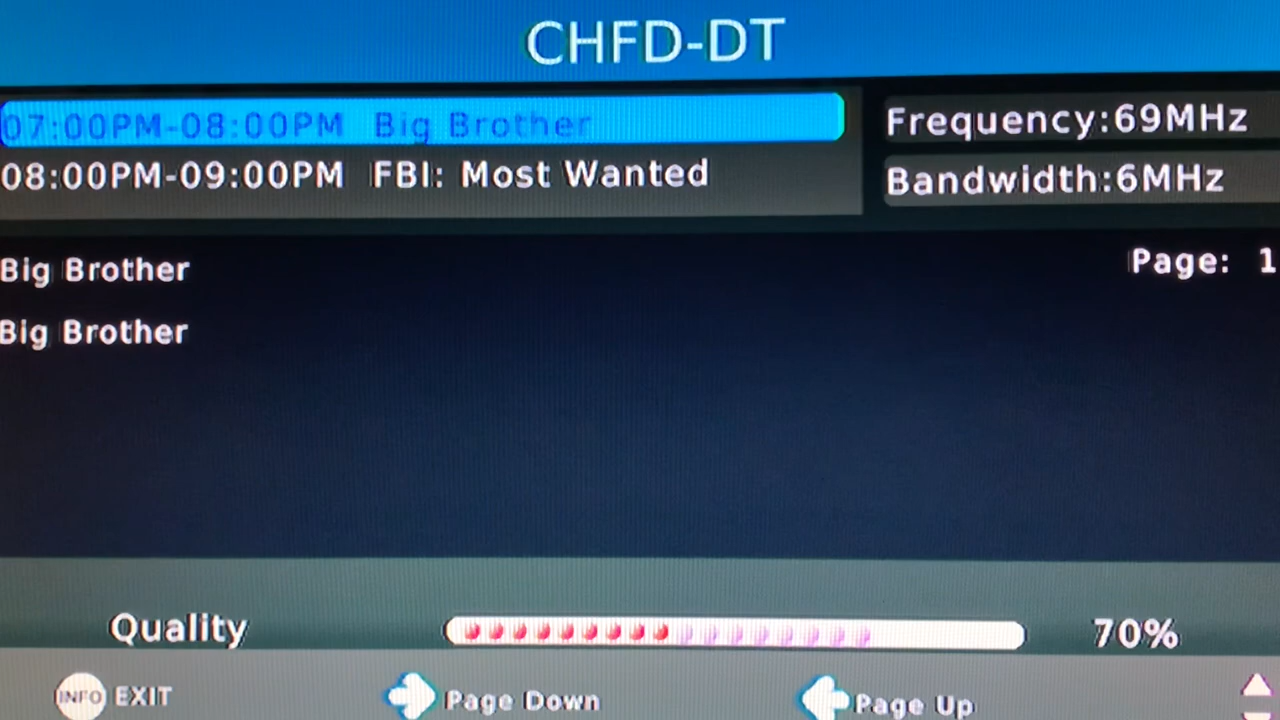 CHFD-DT
07:00PM-08:00PM Big Brother
Frequency:69MHz
08:00PM-09:00PM FBI: Most Wanted
Bandwidth:6MHz
Big Brother
Page: 1
Big Brother
Quality
70%
INFO EXIT
Page Down
Page Up